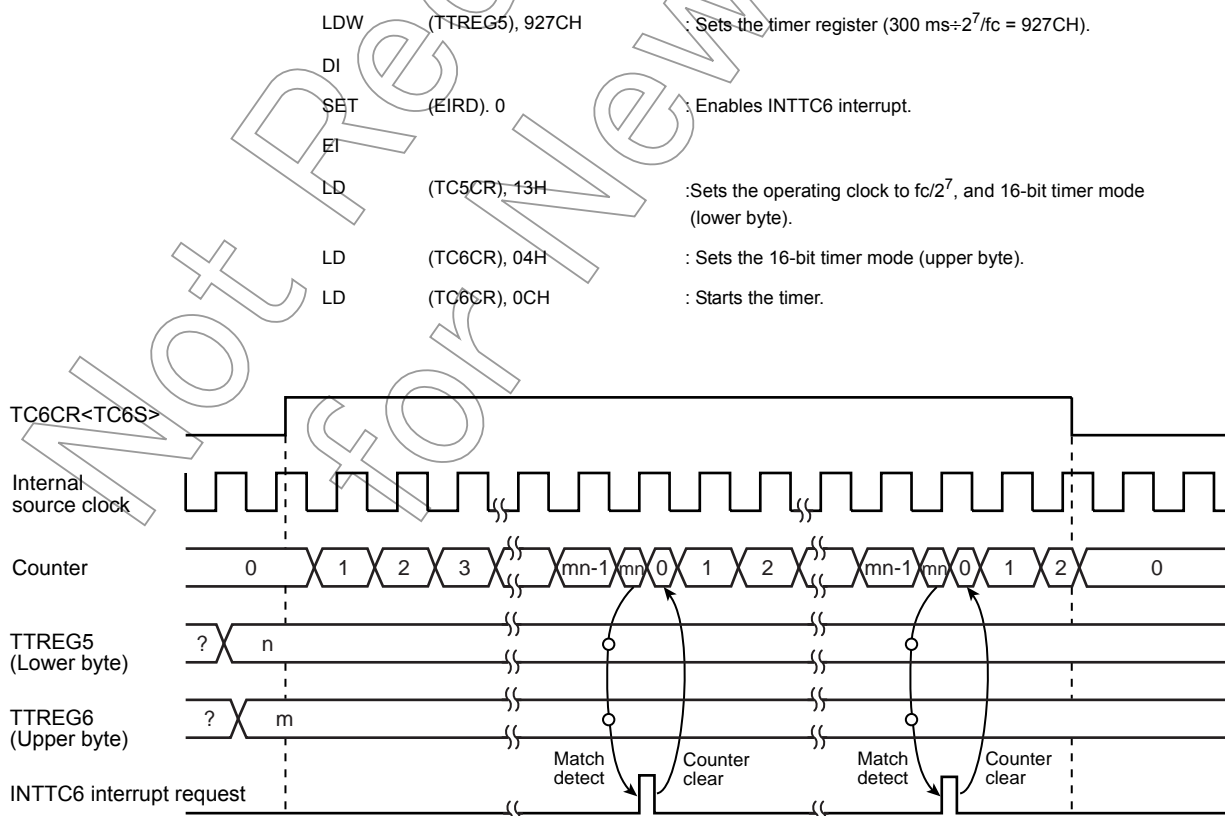 LDW (TTREG5), 927CH : Sets the timer register (300 ms÷2^7/fc = 927CH).
DI
SET (EIRD). 0 : Enables INTTC6 interrupt.
EI
LD (TC5CR), 13H :Sets the operating clock to fc/2^7, and 16-bit timer mode
(lower byte).
LD (TC6CR), 04H : Sets the 16-bit timer mode (upper byte).
LD (TC6CR), 0CH : Starts the timer.
TC6CR<TC6S>
Internal
source clock
Counter 0 1 2 3 mn-1 mn 0 1 2 mn-1 mn 0 1 2 0
TTREG5 ? n
(Lower byte)
TTREG6 ? m
(Upper byte)
Match Counter Match Counter
detect clear detect clear
INTTC6 interrupt request
Not Re
for New